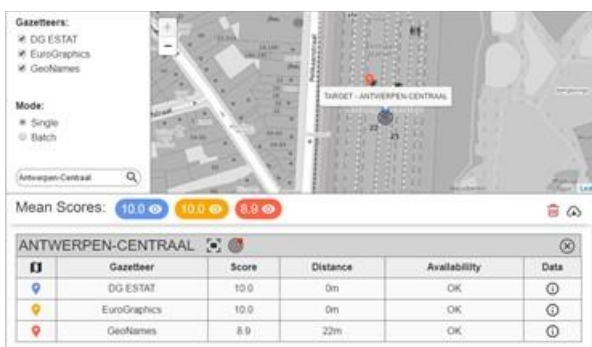 Gazetteers:
DG ESTAT
EuroGraphics
GeoNames
Mode:
Single
Batch
Antwerpen-Centraal
+
−
TARGET - ANTWERPEN-CENTRAAL
22
23
Mean Scores: 10.0 10.0 8.9
ANTWERPEN-CENTRAAL
Gazetteer Score Distance Availability Data
DG ESTAT 10.0 0m OK
EuroGraphics 10.0 0m OK
GeoNames 8.9 22m OK